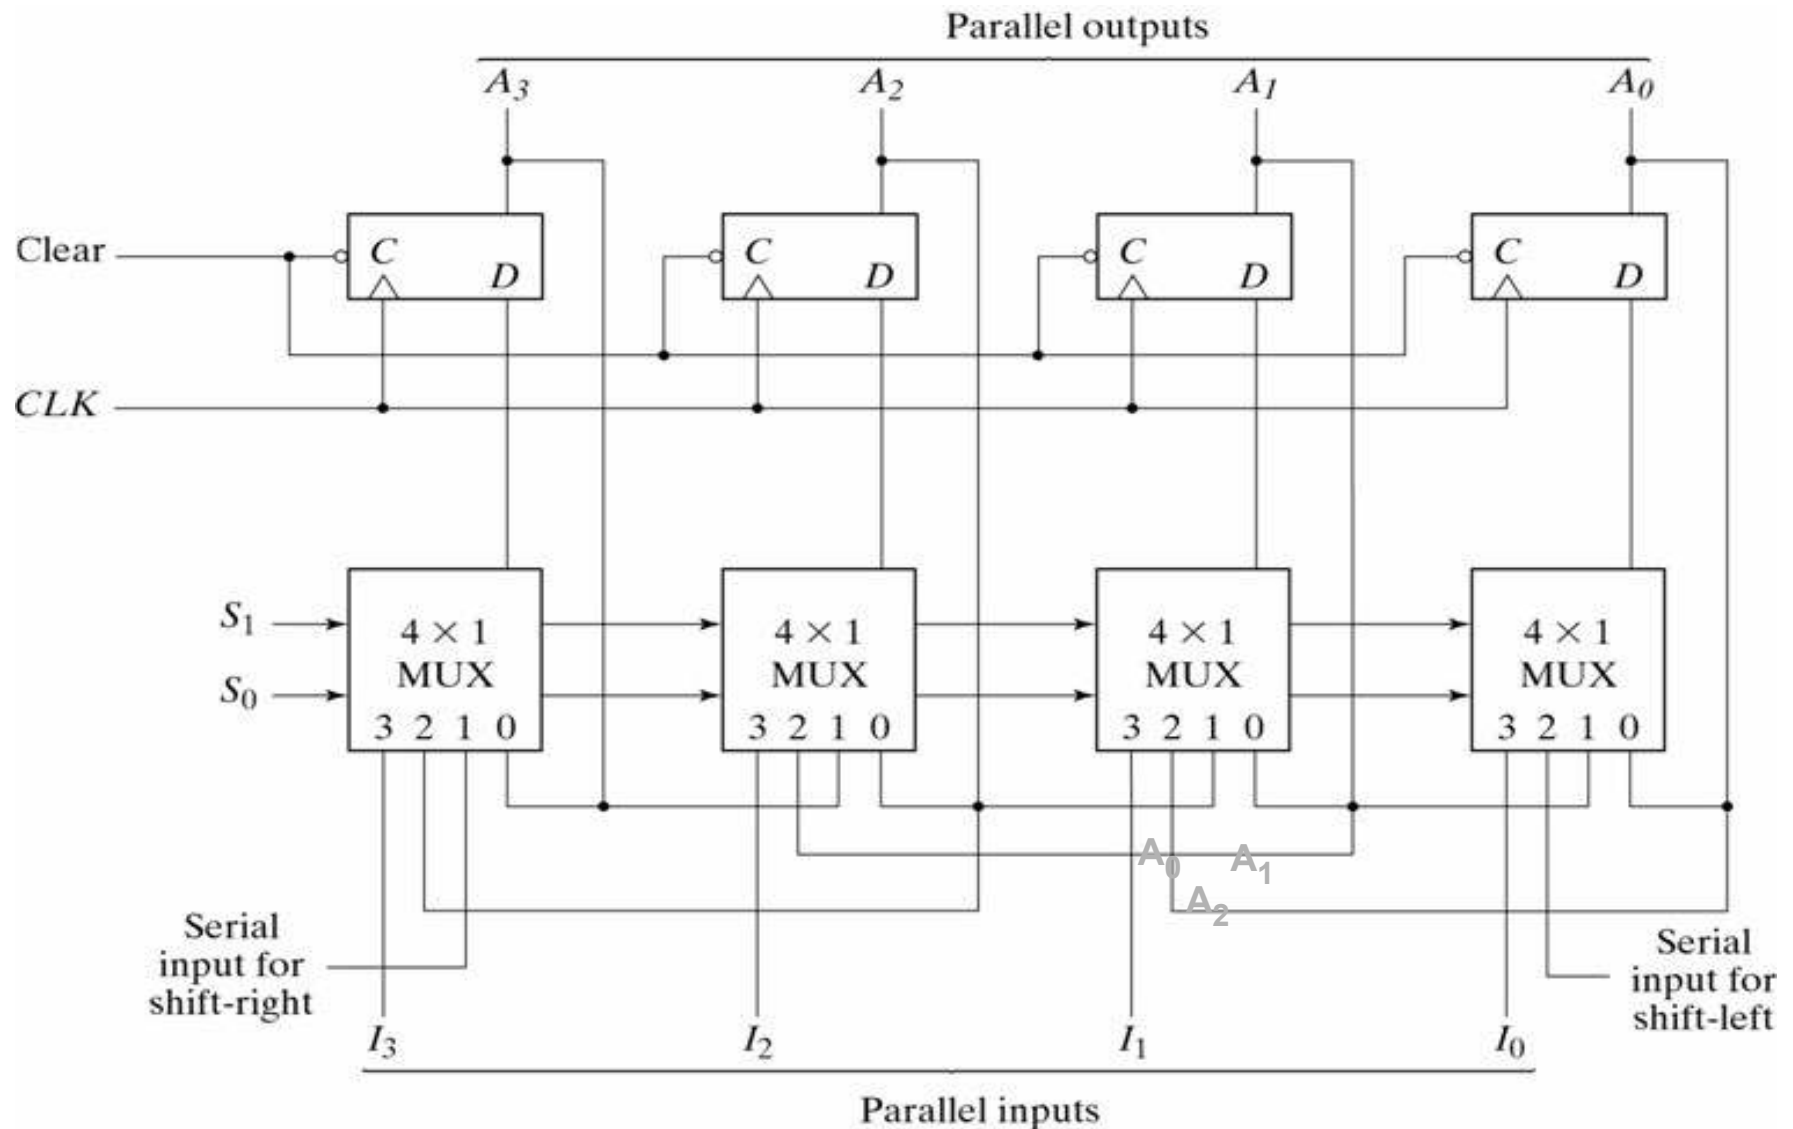 Parallel outputs
A3 A2 A1 A0
Clear C D C D C D C D
CLK
S1 4 × 1 MUX 4 × 1 MUX 4 × 1 MUX 4 × 1 MUX
S0
3 2 1 0 3 2 1 0 3 2 1 0 3 2 1 0
A0 A1
A2
Serial
input for
shift-right
Serial
input for
shift-left
I3 I2 I1 I0
Parallel inputs